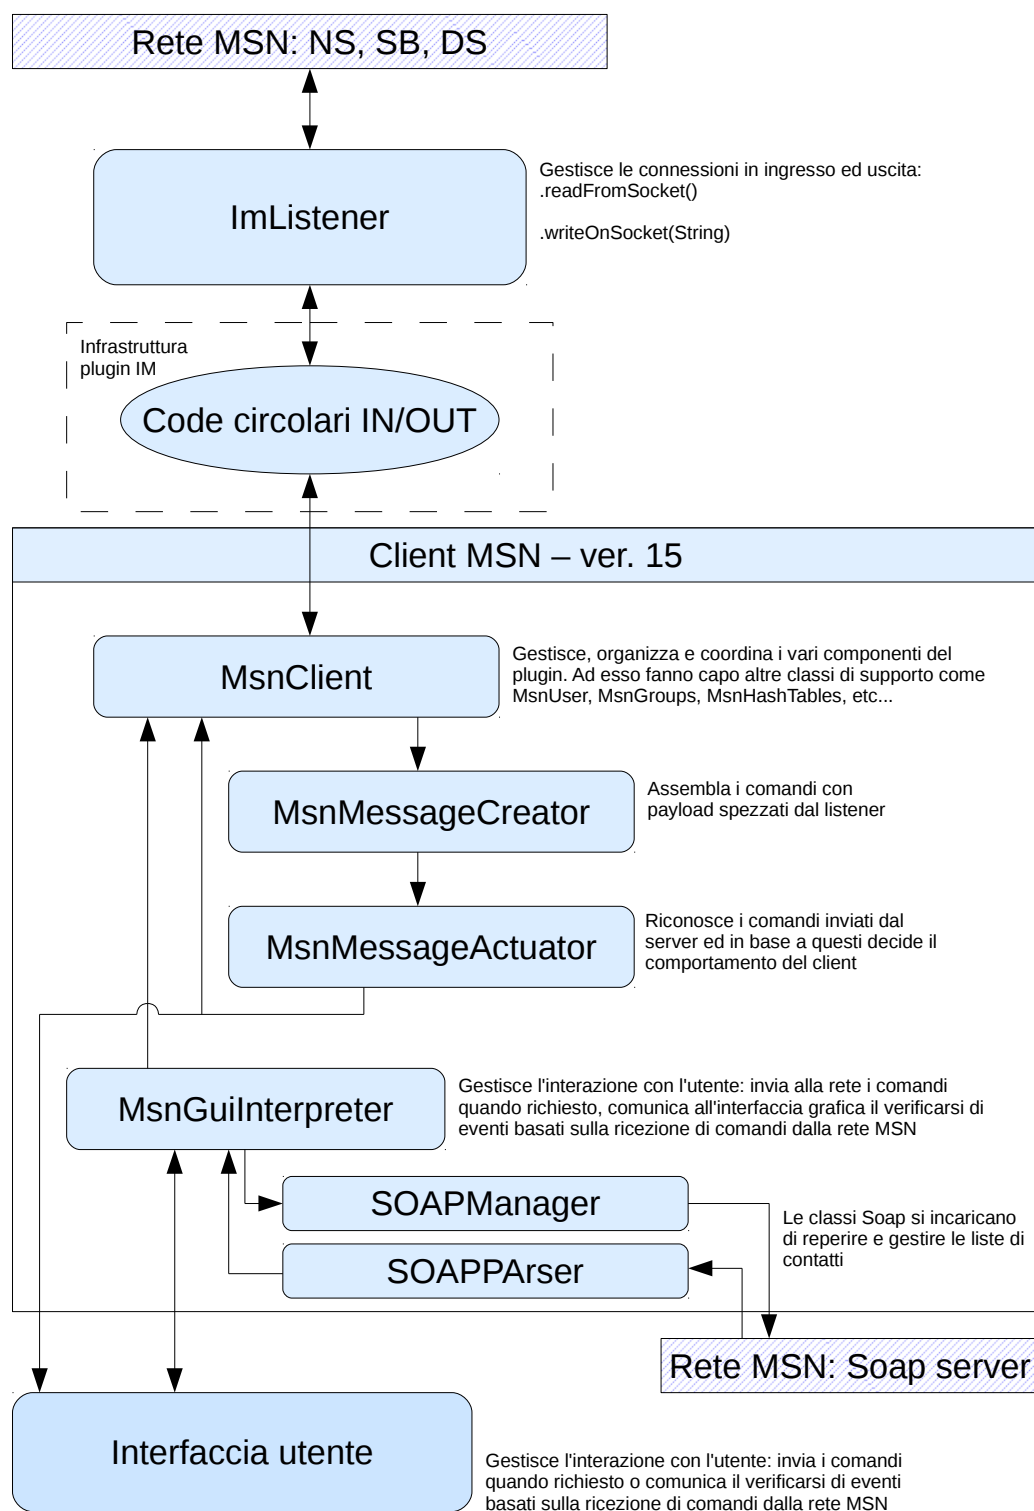 Rete MSN: NS, SB, DS
ImListener
Gestisce le connessioni in ingresso ed uscita:
.readFromSocket()
.writeOnSocket(String)
Infrastruttura
plugin IM
Code circolari IN/OUT
Client MSN – ver. 15
MsnClient
Gestisce, organizza e coordina i vari componenti del
plugin. Ad esso fanno capo altre classi di supporto come
MsnUser, MsnGroups, MsnHashTables, etc...
MsnMessageCreator
Assembla i comandi con
payload spezzati dal listener
MsnMessageActuator
Riconosce i comandi inviati dal
server ed in base a questi decide il
comportamento del client
MsnGuiInterpreter
Gestisce l'interazione con l'utente: invia alla rete i comandi
quando richiesto, comunica all'interfaccia grafica il verificarsi di
eventi basati sulla ricezione di comandi dalla rete MSN
SOAPManager
SOAPPArser
Le classi Soap si incaricano
di reperire e gestire le liste di
contatti
Rete MSN: Soap server
Interfaccia utente
Gestisce l'interazione con l'utente: invia i comandi
quando richiesto o comunica il verificarsi di eventi
basati sulla ricezione di comandi dalla rete MSN